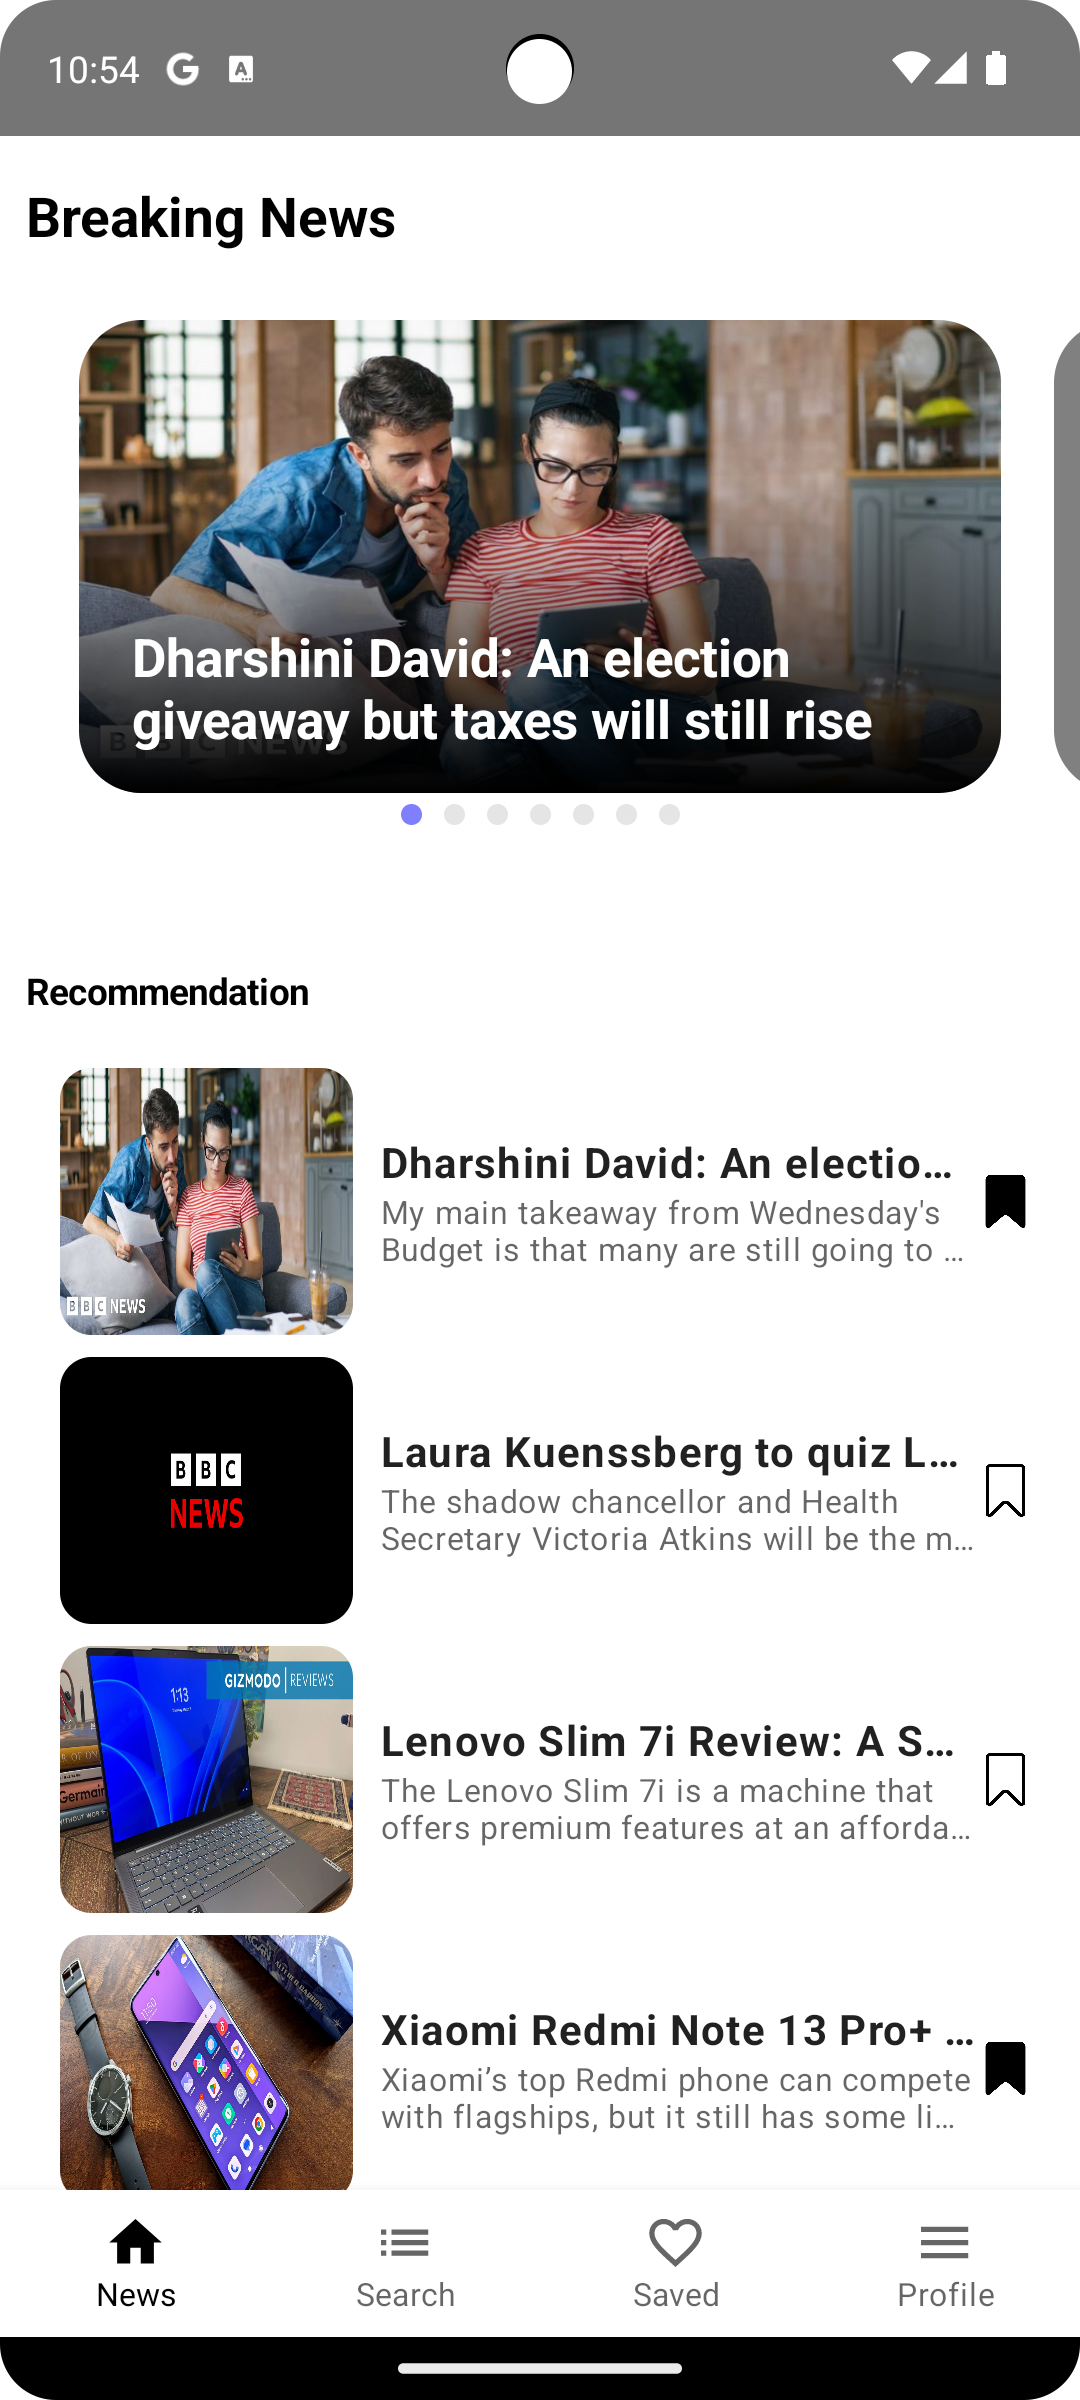 10:54
Breaking News
Dharshini David: An election
giveaway but taxes will still rise
BBC NEWS
Recommendation
Dharshini David: An electio…
My main takeaway from Wednesday's
Budget is that many are still going to …
BBC NEWS
Laura Kuenssberg to quiz L…
The shadow chancellor and Health
Secretary Victoria Atkins will be the m…
BBC
NEWS
Lenovo Slim 7i Review: A S…
The Lenovo Slim 7i is a machine that
offers premium features at an afforda…
GIZMODO | REVIEWS
1:13
Xiaomi Redmi Note 13 Pro+ …
Xiaomi’s top Redmi phone can compete
with flagships, but it still has some li…
News
Search
Saved
Profile